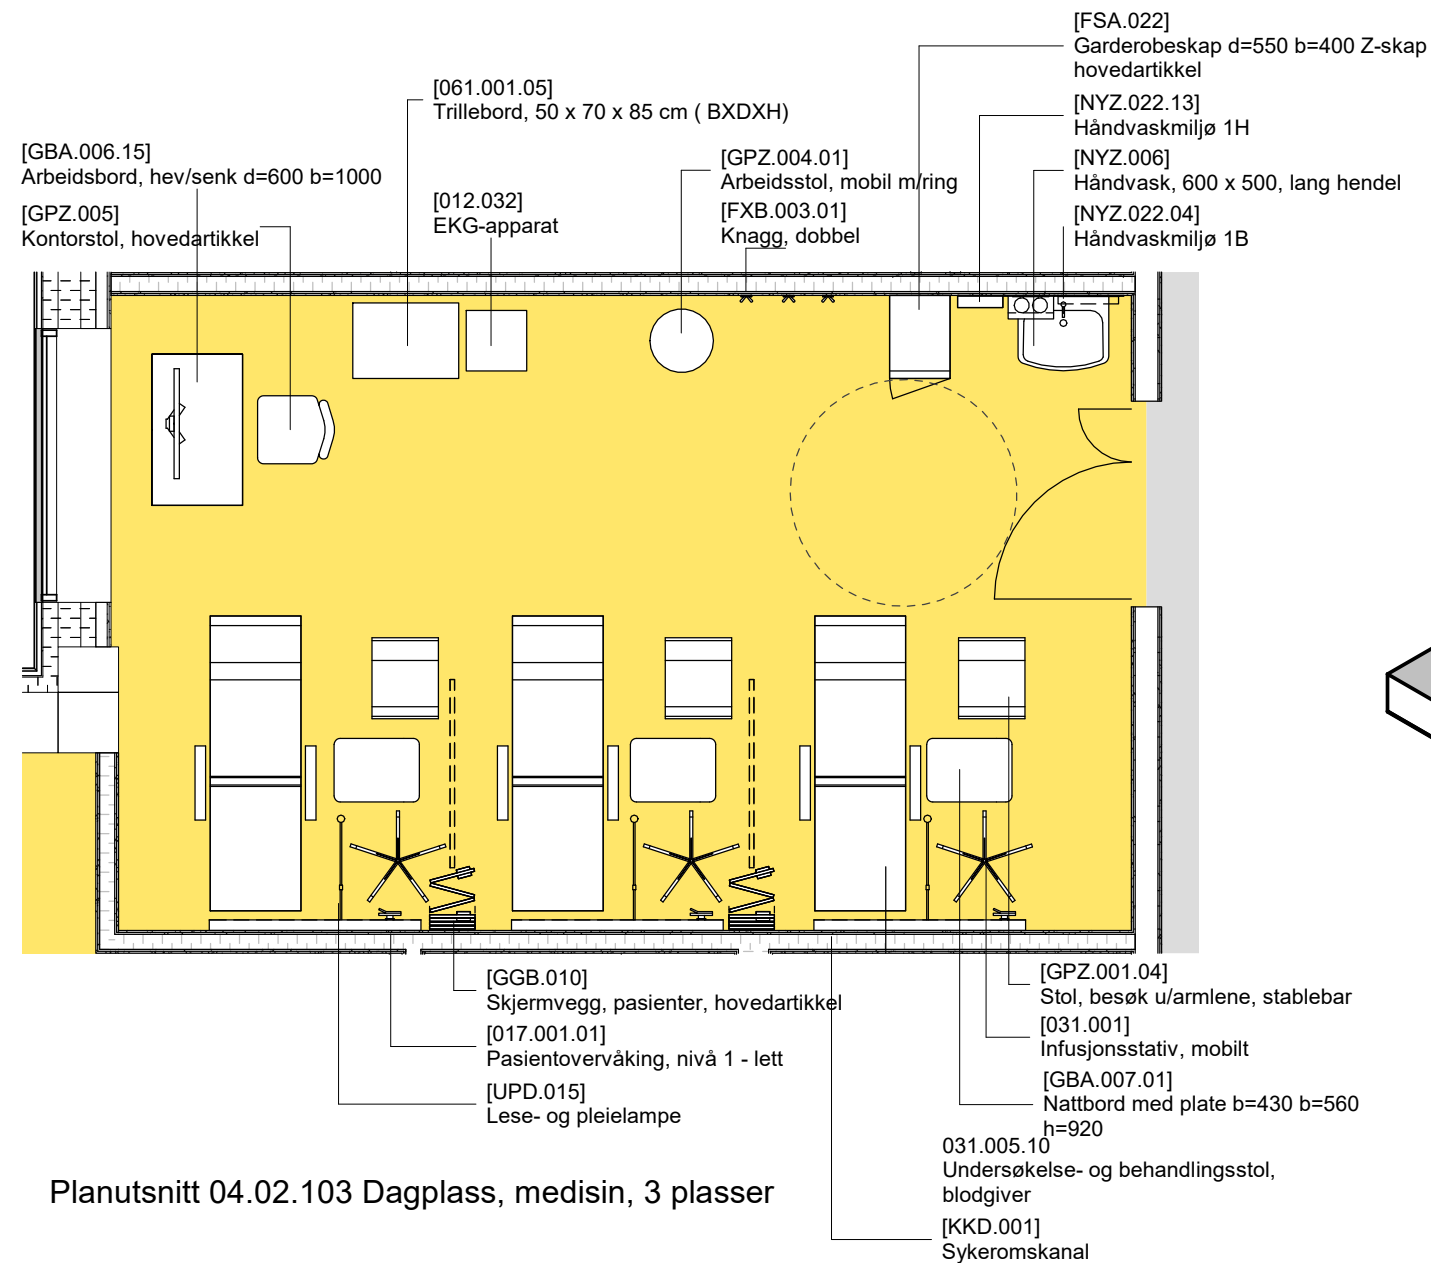 [FSA.022]
Garderobeskap d=550 b=400 Z-skap
hovedartikkel
[061.001.05]
Trillebord, 50 x 70 x 85 cm ( BXDXH)
[NYZ.022.13]
Håndvaskmiljø 1H
[GBA.006.15]
Arbeidsbord, hev/senk d=600 b=1000
[GPZ.004.01]
Arbeidsstol, mobil m/ring
[NYZ.006]
Håndvask, 600 x 500, lang hendel
[GPZ.005]
Kontorstol, hovedartikkel
[012.032]
EKG-apparat
[FXB.003.01]
Knagg, dobbel
[NYZ.022.04]
Håndvaskmiljø 1B
[GGB.010]
Skjermvegg, pasienter, hovedartikkel
[017.001.01]
Pasientovervåking, nivå 1 - lett
[UPD.015]
Lese- og pleielampe
[GPZ.001.04]
Stol, besøk u/armlene, stablebar
[031.001]
Infusjonsstativ, mobilt
[GBA.007.01]
Nattbord med plate b=430 b=560
h=920
031.005.10
Undersøkelse- og behandlingsstol,
blodgiver
[KKD.001]
Sykeromskanal
Planutsnitt 04.02.103 Dagplass, medisin, 3 plasser